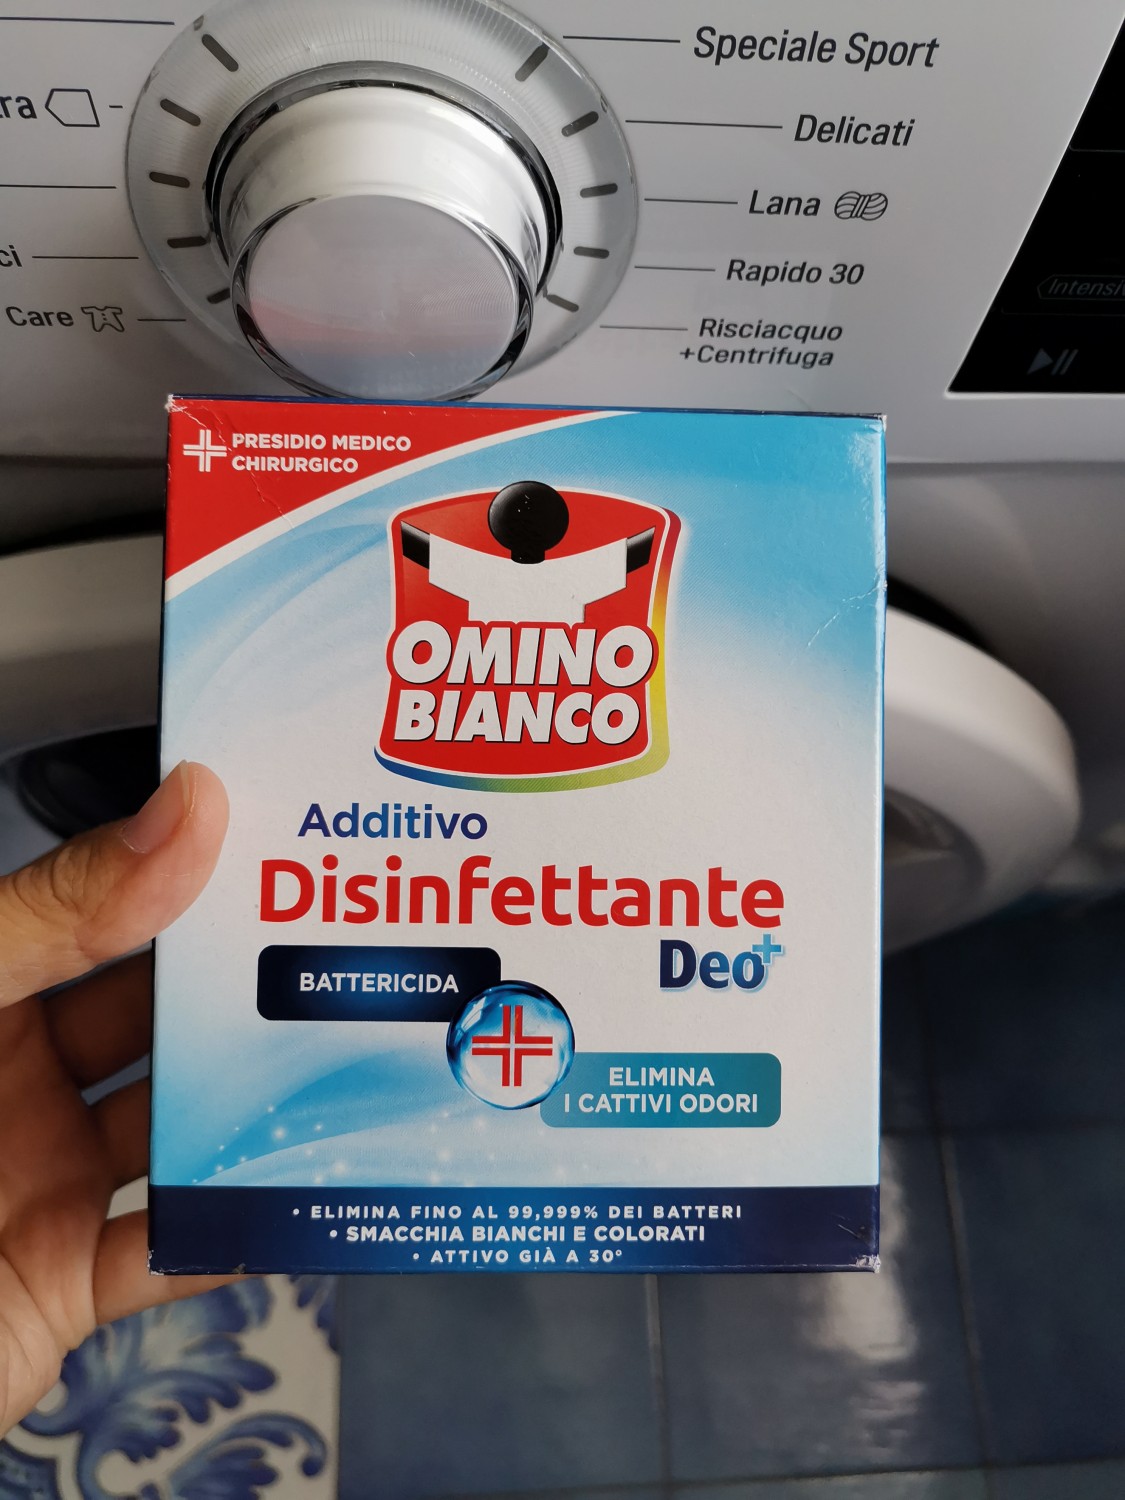 Speciale Sport
Delicati
Lana
Rapido 30
Care
Risciacquo
+Centrifuga
PRESIDIO MEDICO
CHIRURGICO
OMINO
BIANCO
Additivo
Disinfettante
Deo+
BATTERICIDA
ELIMINA
I CATTIVI ODORI
• ELIMINA FINO AL 99,999% DEI BATTERI
• SMACCHIA BIANCHI E COLORATI
• ATTIVO GIÀ A 30°